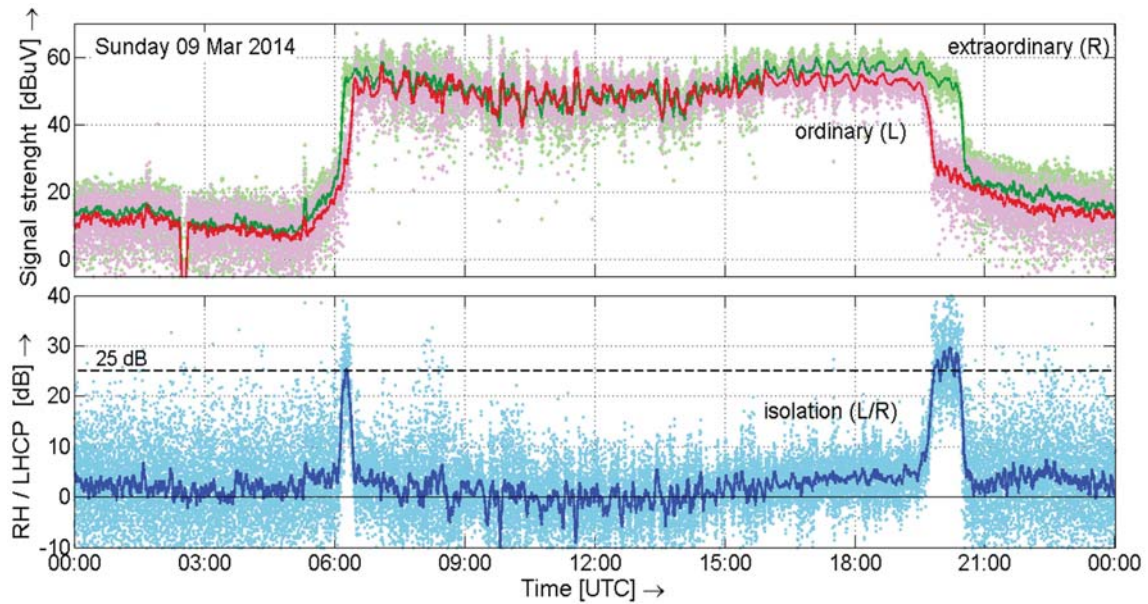 Signal strenght [dBuV] →
60
40
20
0
Sunday 09 Mar 2014
extraordinary (R)
ordinary (L)
RH / LHCP [dB] →
40
30
20
10
0
-10
25 dB
isolation (L/R)
00:00 03:00 06:00 09:00 12:00 15:00 18:00 21:00 00:00
Time [UTC] →